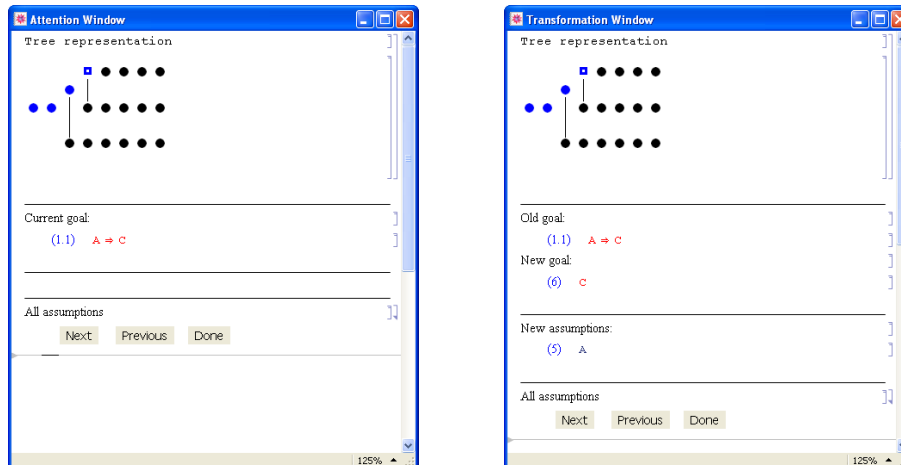 Attention Window
Tree representation
Current goal:
(1.1) A ⇒ C
All assumptions
Next Previous Done
125%
Transformation Window
Tree representation
Old goal:
(1.1) A ⇒ C
New goal:
(6) C
New assumptions:
(5) A
All assumptions
Next Previous Done
125%